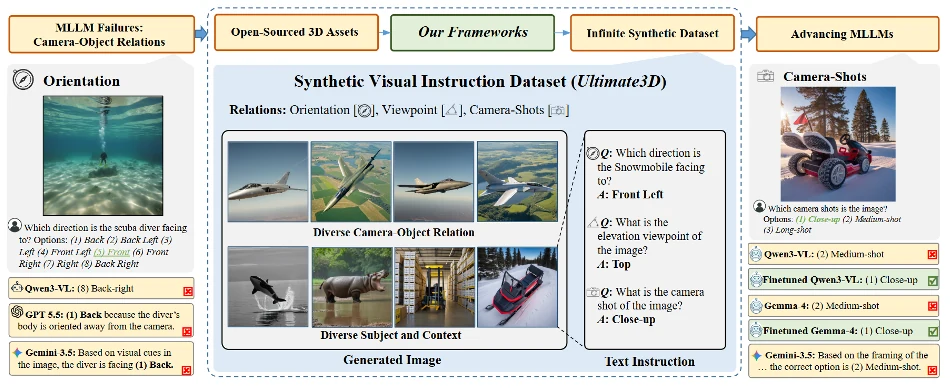 MLLM Failures:
Camera-Object Relations
Open-Sourced 3D Assets
Our Frameworks
Infinite Synthetic Dataset
Advancing MLLMs
Orientation
Which direction is the scuba diver facing
to? Options: (1) Back (2) Back Left (3)
Left (4) Front Left (5) Front (6) Front
Right (7) Right (8) Back Right
Qwen3-VL: (8) Back-right
GPT 5.5: (1) Back because the diver's
body is oriented away from the camera.
Gemini-3.5: Based on visual cues in
the image, the diver is facing (1) Back.
Synthetic Visual Instruction Dataset (Ultimate3D)
Relations: Orientation [ ], Viewpoint [ ], Camera-Shots [ ]
Diverse Camera-Object Relation
Diverse Subject and Context
Generated Image
Q: Which direction is
the Snowmobile facing
to?
A: Front Left
Q: What is the
elevation viewpoint of
the image?
A: Top
Q: What is the camera
shot of the image?
A: Close-up
Text Instruction
Camera-Shots
Which camera shots is the image?
Options: (1) Close-up (2) Medium-shot
(3) Long-shot
Qwen3-VL: (2) Medium-shot
Finetuned Qwen3-VL: (1) Close-up
Gemma-4: (2) Medium-shot
Finetuned Gemma-4: (1) Close-up
Gemini-3.5: Based on the framing of the
… the correct option is (2) Medium-shot.